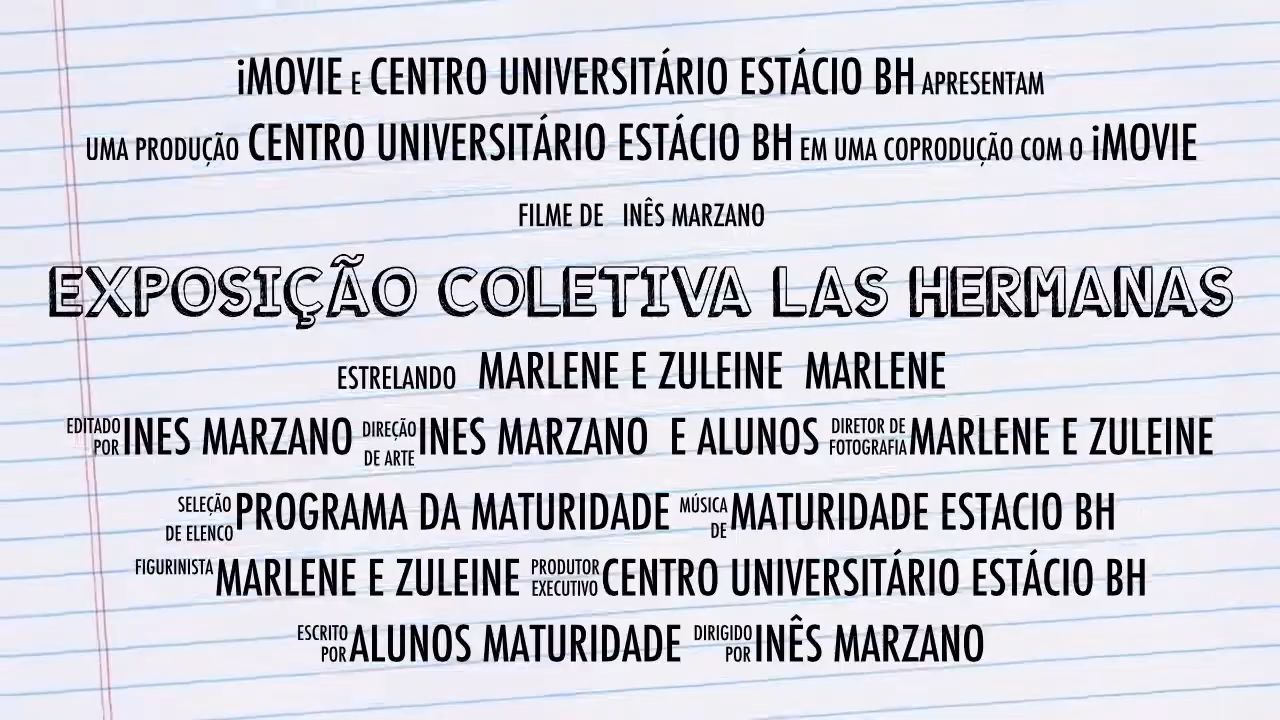 iMOVIE E CENTRO UNIVERSITÁRIO ESTÁCIO BH APRESENTAM
UMA PRODUÇÃO CENTRO UNIVERSITÁRIO ESTÁCIO BH EM UMA COPRODUÇÃO COM O iMOVIE
FILME DE INÊS MARZANO
EXPOSIÇÃO COLETIVA LAS HERMANAS
ESTRELANDO MARLENE E ZULEINE MARLENE
EDITADO POR INES MARZANO DIREÇÃO DE ARTE INES MARZANO E ALUNOS DIRETOR DE FOTOGRAFIA MARLENE E ZULEINE
SELEÇÃO DE ELENCO PROGRAMA DA MATURIDADE MÚSICA DE MATURIDADE ESTACIO BH
FIGURINISTA MARLENE E ZULEINE PRODUTOR EXECUTIVO CENTRO UNIVERSITÁRIO ESTÁCIO BH
ESCRITO POR ALUNOS MATURIDADE DIRIGIDO POR INÊS MARZANO